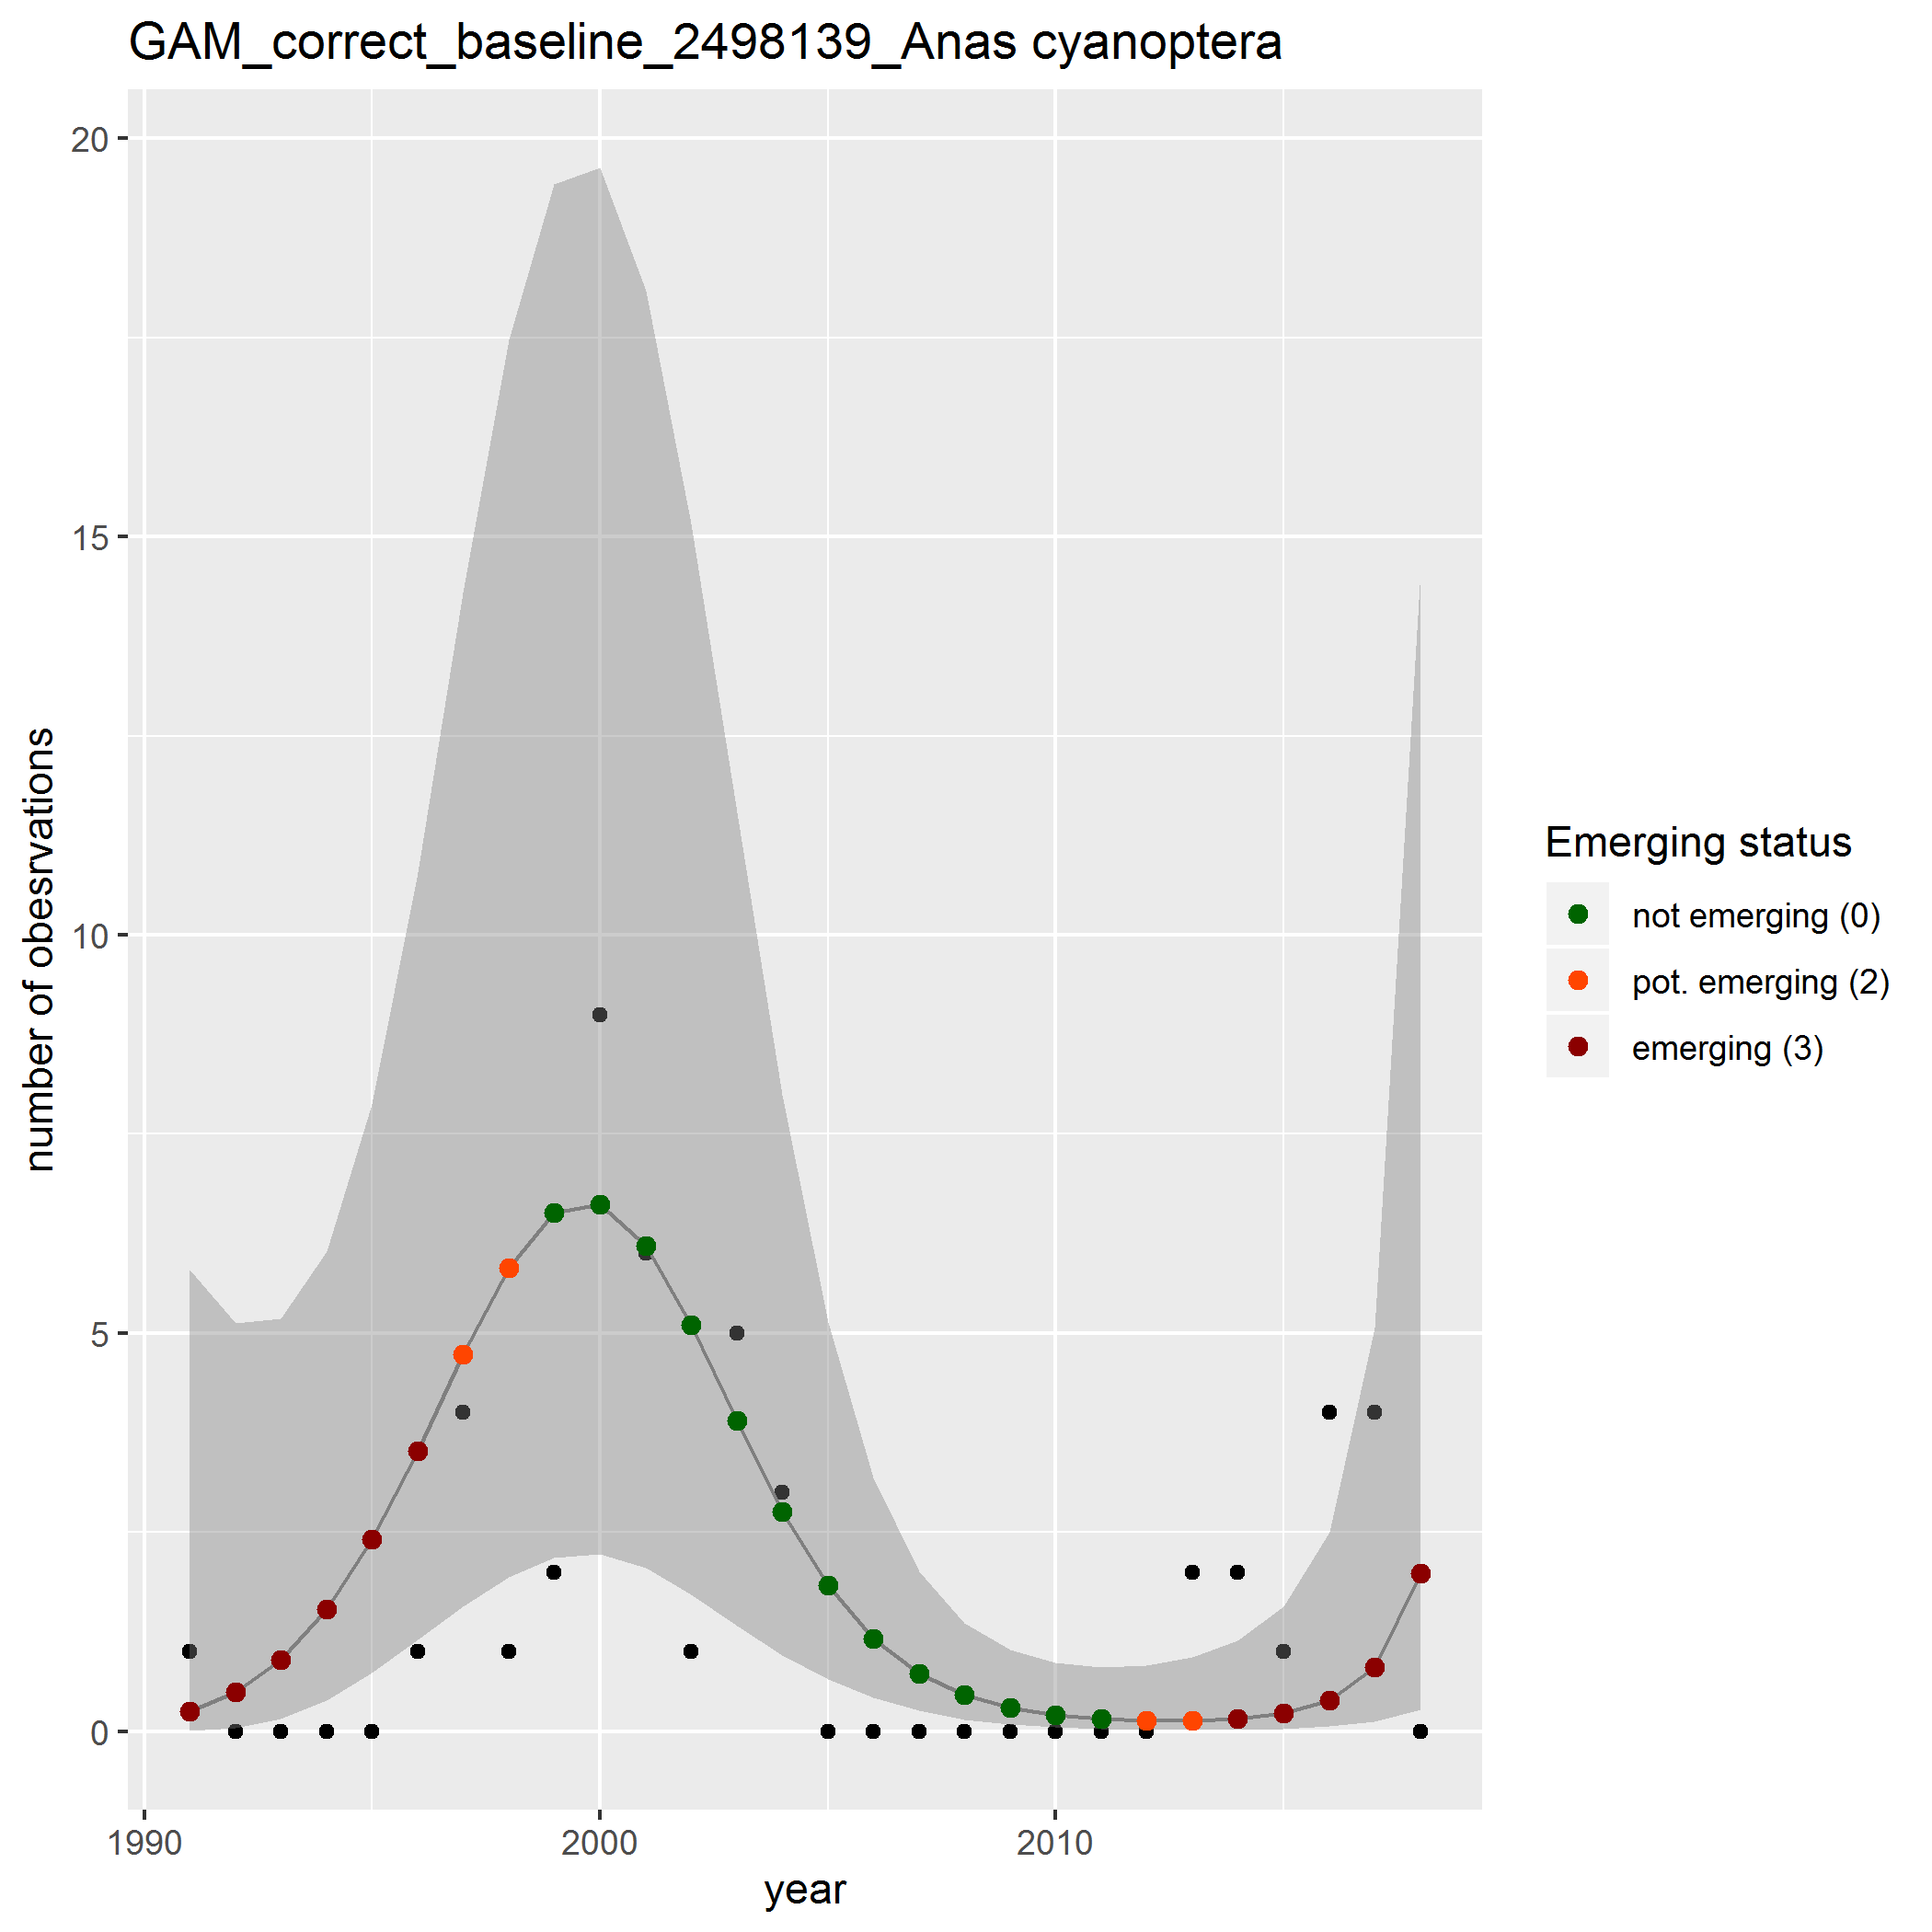 GAM_correct_baseline_2498139_Anas cyanoptera
20
15
10
5
0
number of obesrvations
1990
2000
2010
year
Emerging status
not emerging (0)
pot. emerging (2)
emerging (3)